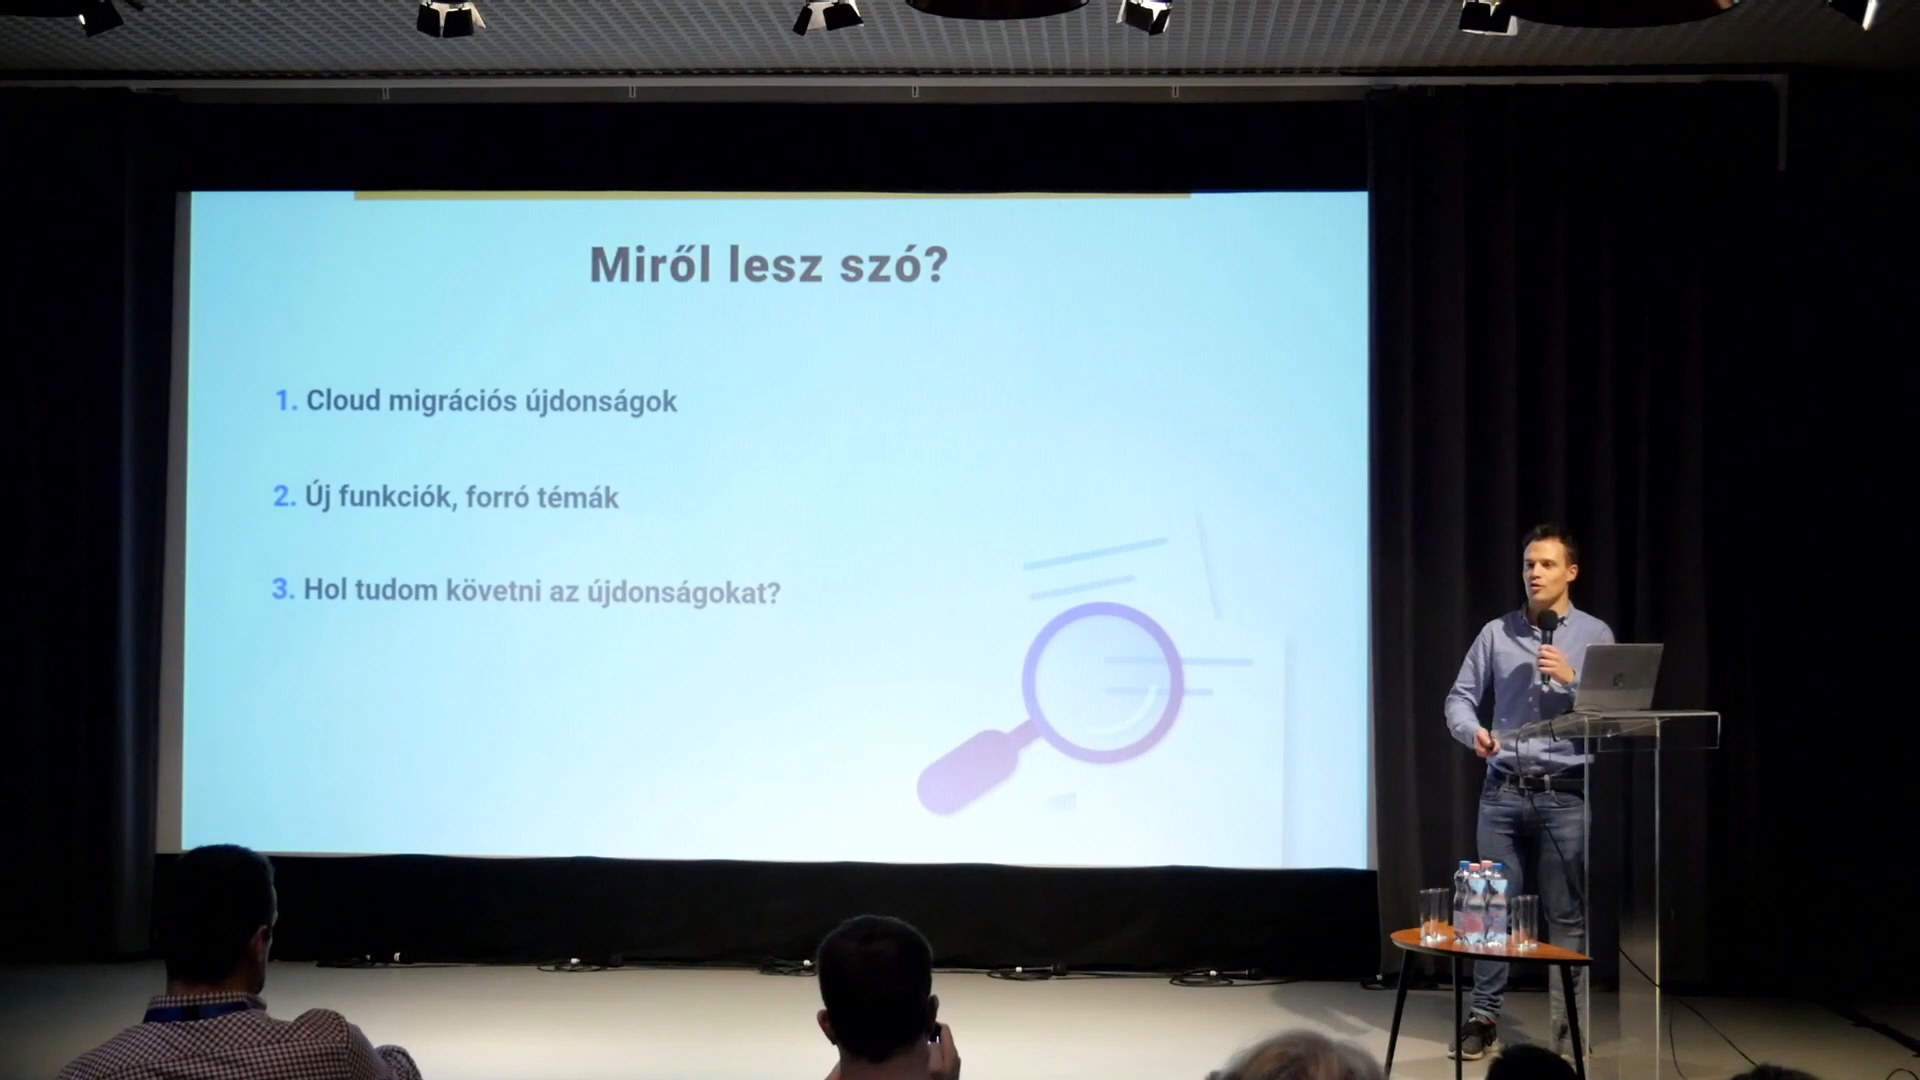 Miről lesz szó?
1. Cloud migrációs újdonságok
2. Új funkciók, forró témák
3. Hol tudom követni az újdonságokat?